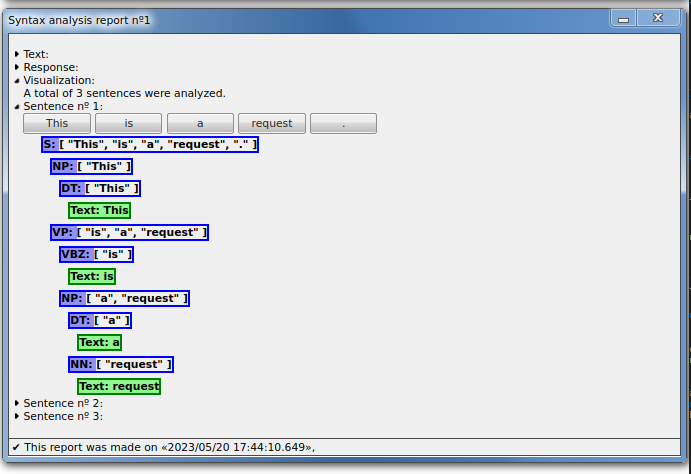 Syntax analysis report nº1
Text:
Response:
Visualization:
A total of 3 sentences were analyzed.
Sentence nº 1:
This is a request .
S: [ "This", "is", "a", "request", "." ]
NP: [ "This" ]
DT: [ "This" ]
Text: This
VP: [ "is", "a", "request" ]
VBZ: [ "is" ]
Text: is
NP: [ "a", "request" ]
DT: [ "a" ]
Text: a
NN: [ "request" ]
Text: request
Sentence nº 2:
Sentence nº 3:
✔ This report was made on «2023/05/20 17:44:10.649»,